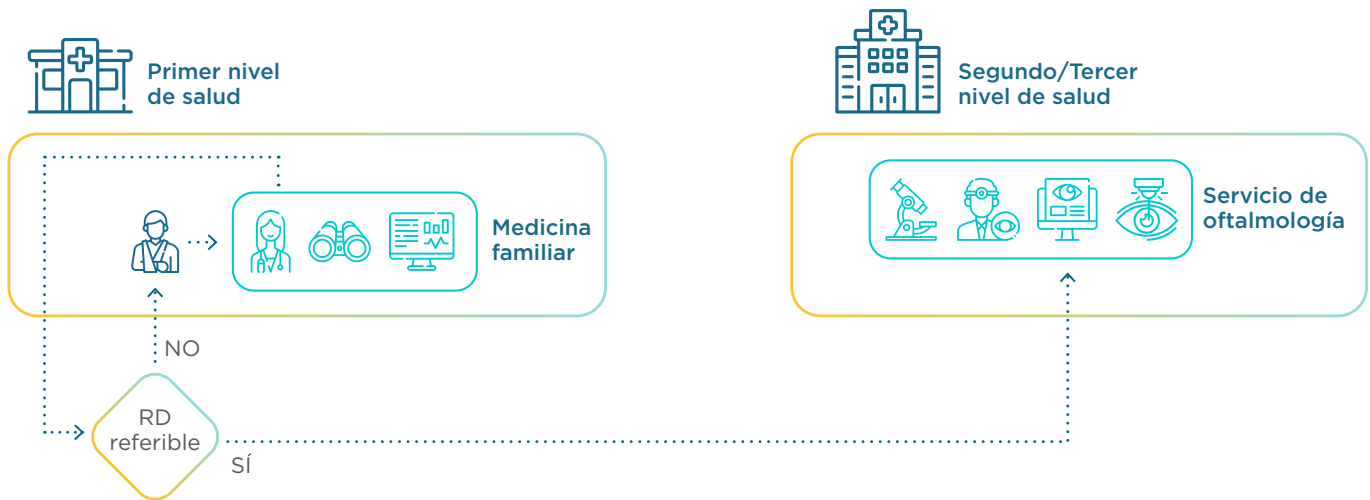 Primer nivel
de salud
Segundo/Tercer
nivel de salud
Medicina
familiar
Servicio de
oftalmología
NO
RD
referible
SÍ